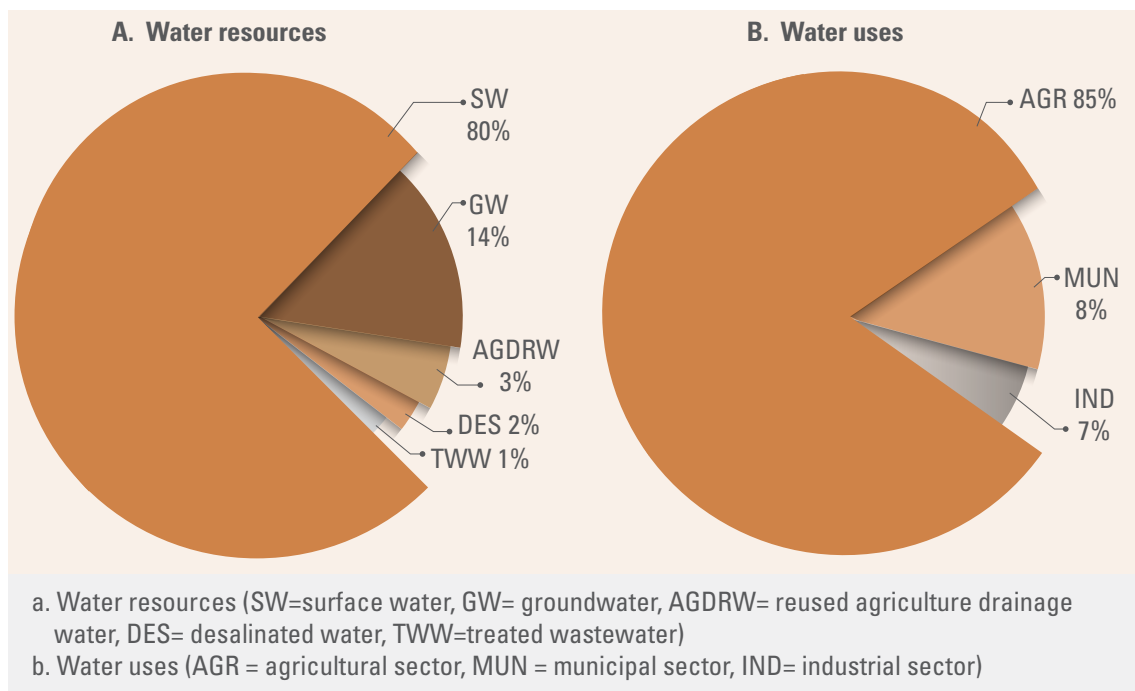 A. Water resources
SW
80%
GW
14%
AGDRW
3%
DES 2%
TWW 1%
B. Water uses
AGR 85%
MUN
8%
IND
7%
a. Water resources (SW=surface water, GW= groundwater, AGDRW= reused agriculture drainage
water, DES= desalinated water, TWW=treated wastewater)
b. Water uses (AGR = agricultural sector, MUN = municipal sector, IND= industrial sector)